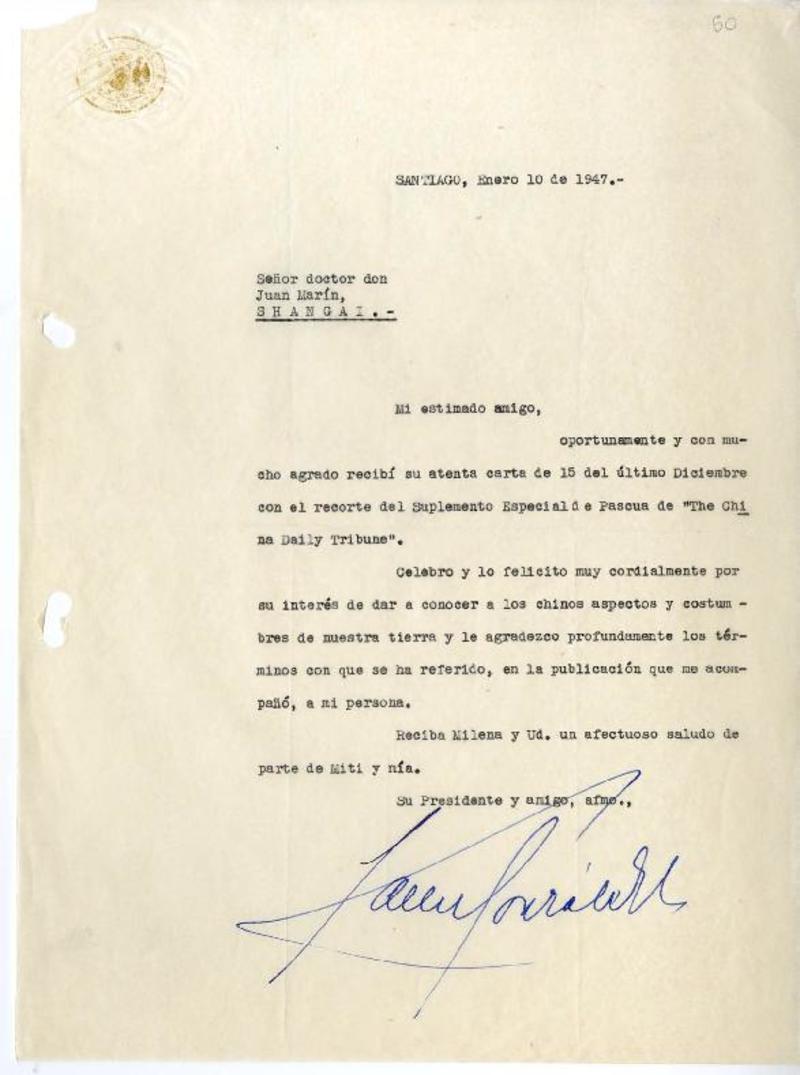 60
SANTIAGO, Enero 10 de 1947.-
Señor doctor don
Juan Marín,
S H A N G A I . -
Mi estimado amigo,
oportunamente y con mu-
cho agrado recibí su atenta carta de 15 del último Diciembre
con el recorte del Suplemento Especial d e Pascua de "The Chi
na Daily Tribune".
Celebro y lo felicito muy cordialmente por
su interés de dar a conocer a los chinos aspectos y costum -
bres de nuestra tierra y le agradezco profundamente los tér-
minos con que se ha referido, en la publicación que me acom-
pañó, a mi persona.
Reciba Milena y Ud. un afectuoso saludo de
parte de Miti y mía.
Su Presidente y amigo, afmo.,